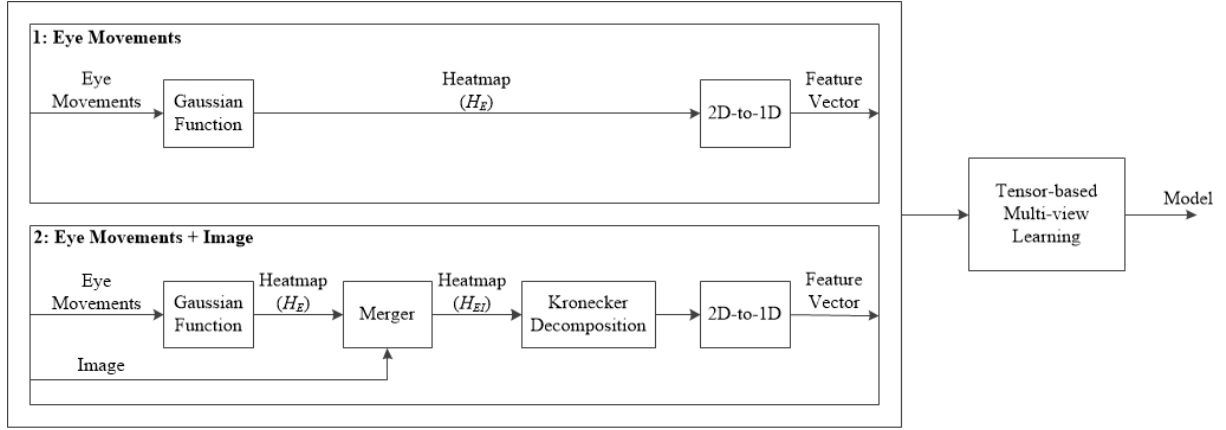 1: Eye Movements
Eye
Movements
Gaussian
Function
Heatmap
(H_E)
2D-to-1D
Feature
Vector
2: Eye Movements + Image
Eye
Movements
Gaussian
Function
Heatmap
(H_E)
Merger
Heatmap
(H_EI)
Kronecker
Decomposition
2D-to-1D
Feature
Vector
Image
Tensor-based
Multi-view
Learning
Model